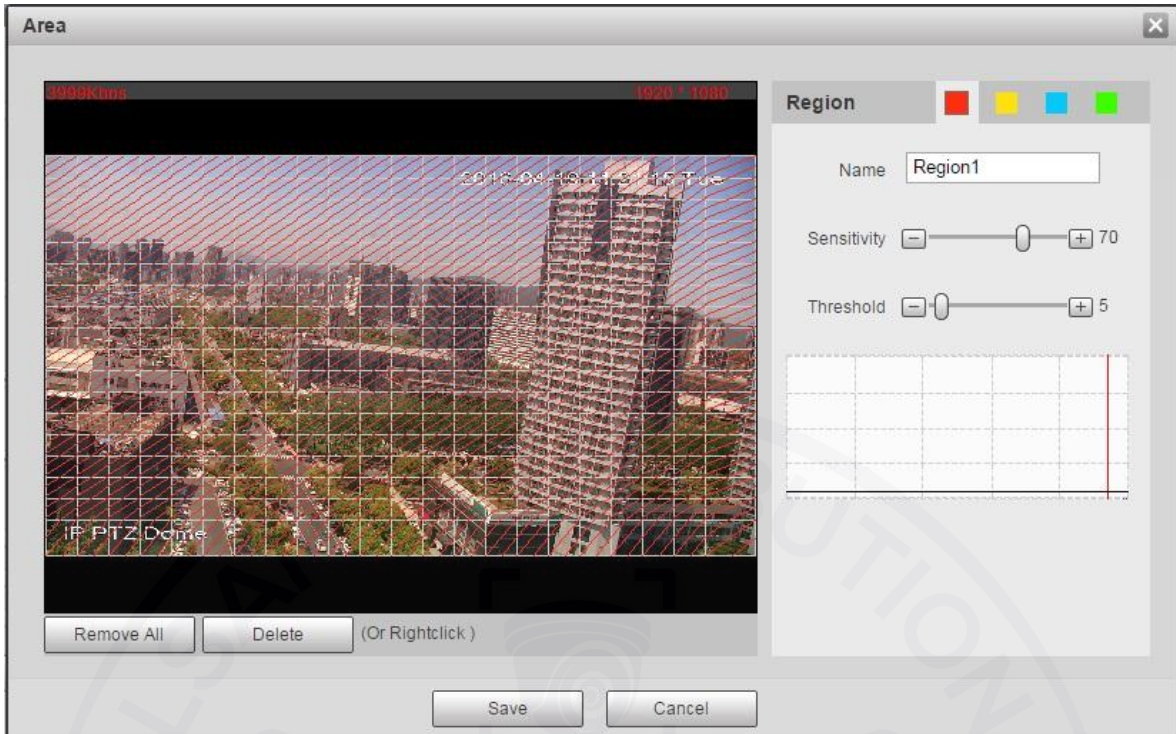 Area
3999Kbps
1920 * 1080
Region
Name
Region1
Sensitivity
70
Threshold
5
IP PTZ Dome
Remove All
Delete
(Or Rightclick )
Save
Cancel
UTION